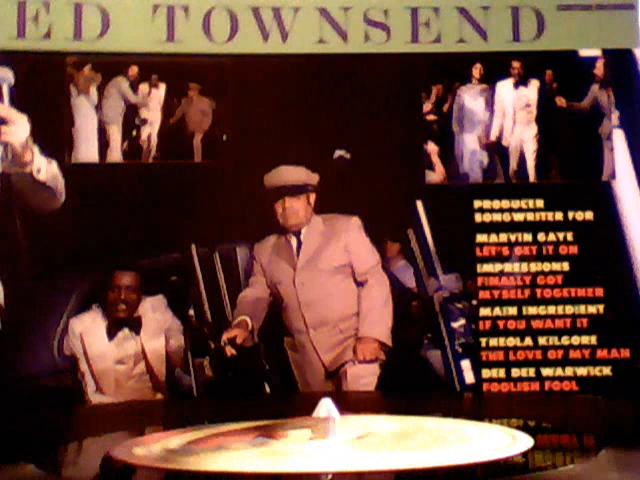 ED TOWNSEND
PRODUCER
SONGWRITER FOR
MARVIN GAYE
LET'S GET IT ON
IMPRESSIONS
FINALLY GOT
MYSELF TOGETHER
MAIN INGREDIENT
IF YOU WANT IT
THEOLA KILGORE
THE LOVE OF MY MAN
DEE DEE WARWICK
FOOLISH FOOL